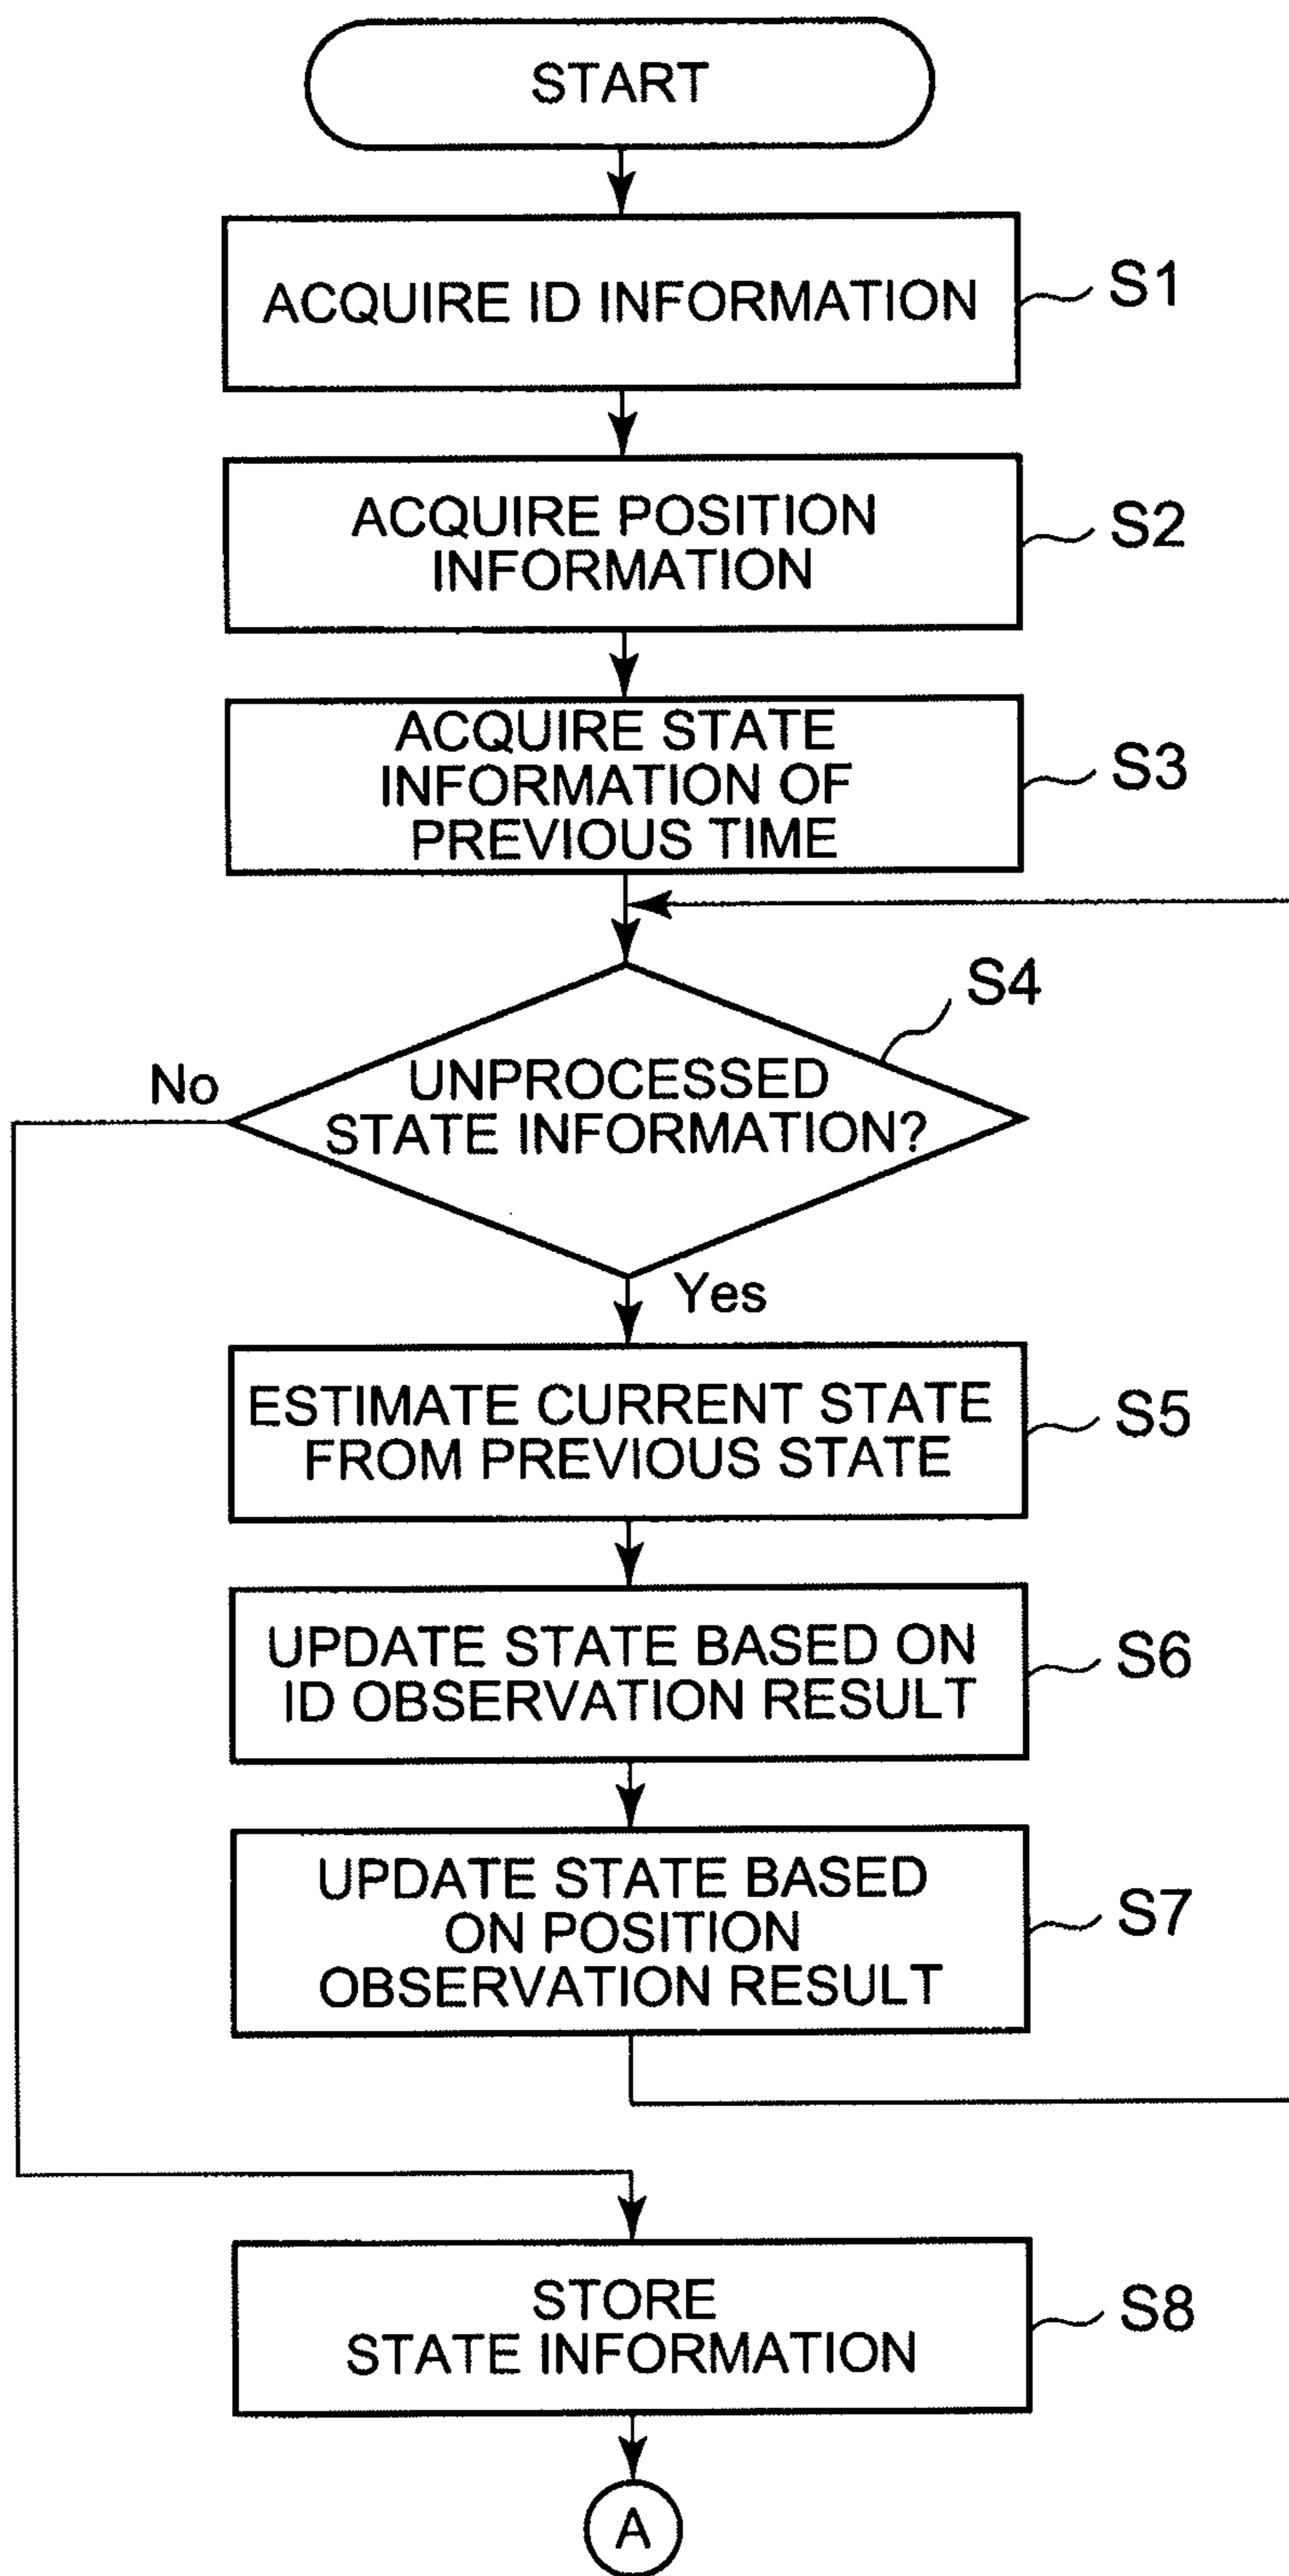 START
ACQUIRE ID INFORMATION
S1
ACQUIRE POSITION
INFORMATION
S2
ACQUIRE STATE
INFORMATION OF
PREVIOUS TIME
S3
S4
No
UNPROCESSED
STATE INFORMATION?
Yes
ESTIMATE CURRENT STATE
FROM PREVIOUS STATE
S5
UPDATE STATE BASED ON
ID OBSERVATION RESULT
S6
UPDATE STATE BASED
ON POSITION
OBSERVATION RESULT
S7
STORE
STATE INFORMATION
S8
A